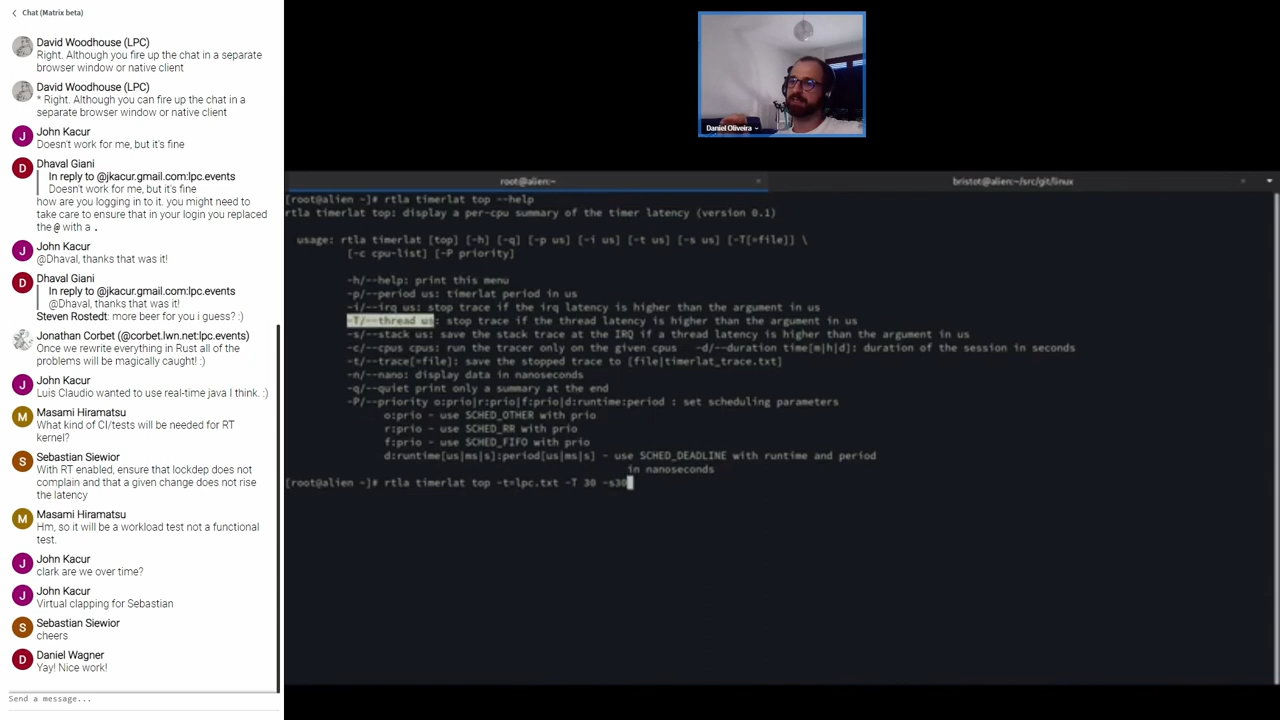 Chat (Matrix beta)
David Woodhouse (LPC)
Right. Although you fire up the chat in a separate
browser window or native client
David Woodhouse (LPC)
* Right. Although you can fire up the chat in a
separate browser window or native client
J
John Kacur
Doesn't work for me, but it's fine
D
Dhaval Giani
In reply to @jkacur.gmail.com:lpc.events
Doesn't work for me, but it's fine
how are you logging in to it. you might need to
take care to ensure that in your login you replaced
the @ with a .
J
John Kacur
@Dhaval, thanks that was it!
D
Dhaval Giani
In reply to @jkacur.gmail.com:lpc.events
@Dhaval, thanks that was it!
Steven Rostedt: more beer for you i guess? :)
Jonathan Corbet (@corbet.lwn.net:lpc.events)
Once we rewrite everything in Rust all of the
problems will be magically caught! :)
J
John Kacur
Luis Claudio wanted to use real-time java I think. :)
M
Masami Hiramatsu
What kind of CI/tests will be needed for RT
kernel?
S
Sebastian Siewior
With RT enabled, ensure that lockdep does not
complain and that a given change does not rise
the latency
M
Masami Hiramatsu
Hm, so it will be a workload test not a functional
test.
J
John Kacur
clark are we over time?
J
John Kacur
Virtual clapping for Sebastian
S
Sebastian Siewior
cheers
D
Daniel Wagner
Yay! Nice work!
Send a message...
Daniel Oliveira
root@alien:~
bristot@alien:~/src/git/linux
[root@alien ~]# rtla timerlat top --help
rtla timerlat top: display a per-cpu summary of the timer latency (version 0.1)
usage: rtla timerlat [top] [-h] [-q] [-p us] [-i us] [-t us] [-s us] [-T[=file]] \
[-c cpu-list] [-P priority]
-h/--help: print this menu
-p/--period us: timerlat period in us
-i/--irq us: stop trace if the irq latency is higher than the argument in us
-T/--thread us: stop trace if the thread latency is higher than the argument in us
-s/--stack us: save the stack trace at the IRQ if a thread latency is higher than the argument in us
-c/--cpus cpus: run the tracer only on the given cpus -d/--duration time[m|h|d]: duration of the session in seconds
-t/--trace[=file]: save the stopped trace to [file|timerlat_trace.txt]
-n/--nano: display data in nanoseconds
-q/--quiet print only a summary at the end
-P/--priority o:prio|r:prio|f:prio|d:runtime:period : set scheduling parameters
o:prio - use SCHED_OTHER with prio
r:prio - use SCHED_RR with prio
f:prio - use SCHED_FIFO with prio
d:runtime[us|ms|s]:period[us|ms|s] - use SCHED_DEADLINE with runtime and period
in nanoseconds
[root@alien ~]# rtla timerlat top -t=lpc.txt -T 30 -s30